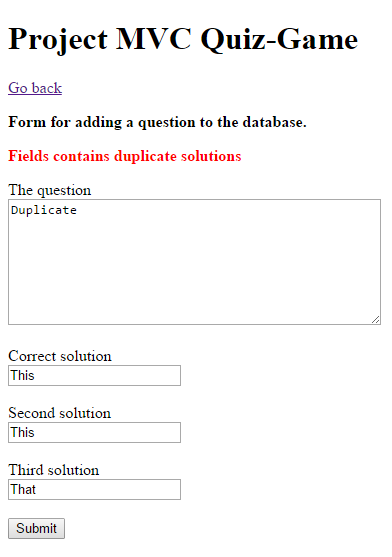 Project MVC Quiz-Game
Go back
Form for adding a question to the database.
Fields contains duplicate solutions
The question
Duplicate
Correct solution
This
Second solution
This
Third solution
That
Submit